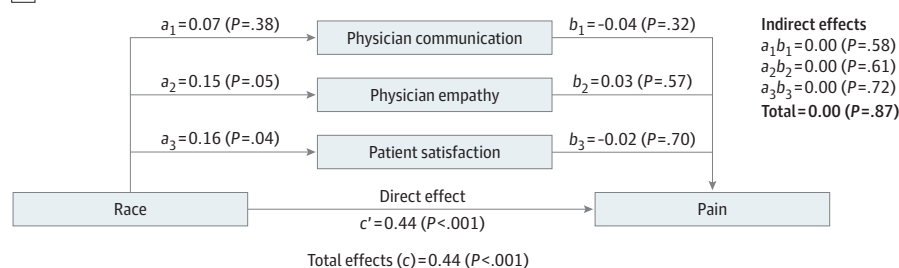 a1=0.07 (P=.38)
Physician communication
b1=-0.04 (P=.32)
a2=0.15 (P=.05)
Physician empathy
b2=0.03 (P=.57)
a3=0.16 (P=.04)
Patient satisfaction
b3=-0.02 (P=.70)
Indirect effects
a1b1=0.00 (P=.58)
a2b2=0.00 (P=.61)
a3b3=0.00 (P=.72)
Total=0.00 (P=.87)
Race
Direct effect
c'=0.44 (P<.001)
Pain
Total effects (c)=0.44 (P<.001)